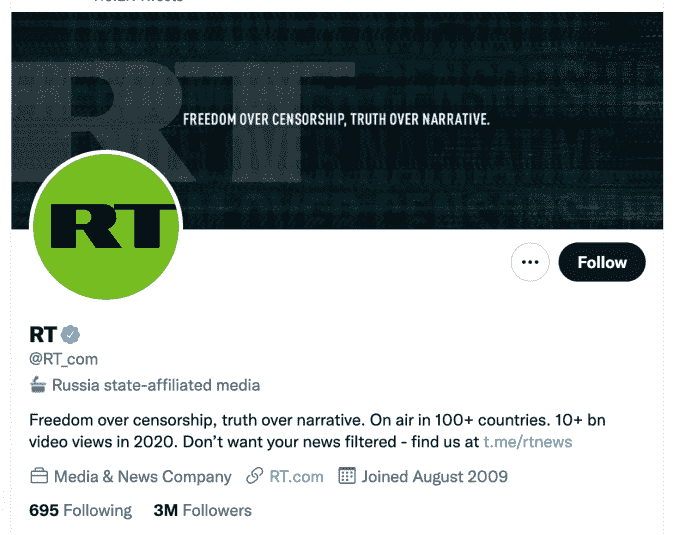 FREEDOM OVER CENSORSHIP, TRUTH OVER NARRATIVE.
RT
RT
Follow
RT
@RT_com
Russia state-affiliated media
Freedom over censorship, truth over narrative. On air in 100+ countries. 10+ bn
video views in 2020. Don’t want your news filtered - find us at t.me/rtnews
Media & News Company RT.com Joined August 2009
695 Following 3M Followers